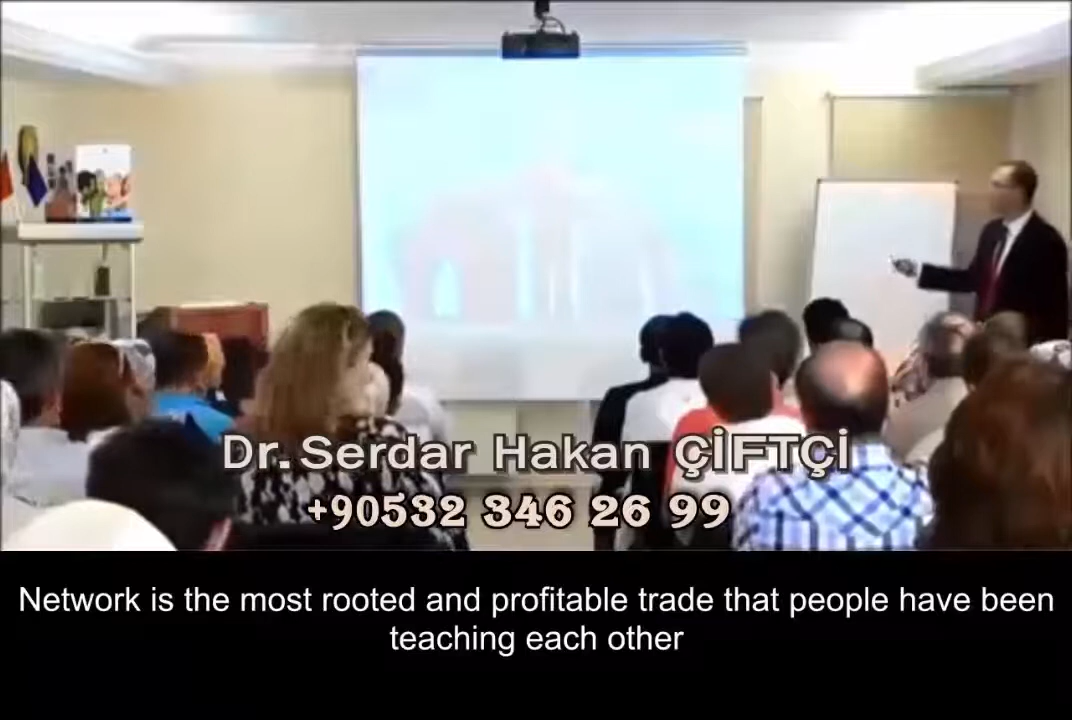 Dr. Serdar Hakan ÇİFTÇİ
+90532 346 26 99
Network is the most rooted and profitable trade that people have been
teaching each other